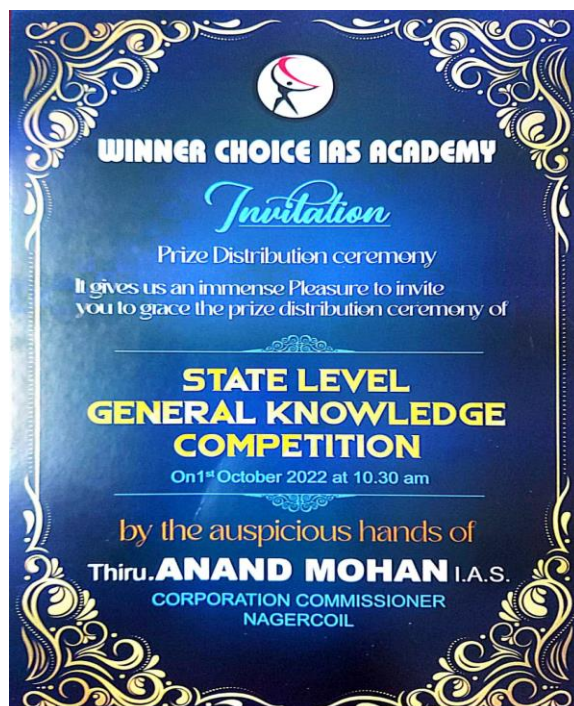 WINNER CHOICE IAS ACADEMY
Invitation
Prize Distribution ceremony
It gives us an immense Pleasure to invite
you to grace the prize distribution ceremony of
STATE LEVEL
GENERAL KNOWLEDGE
COMPETITION
On1st October 2022 at 10.30 am
by the auspicious hands of
Thiru.ANAND MOHAN I.A.S.
CORPORATION COMMISSIONER
NAGERCOIL